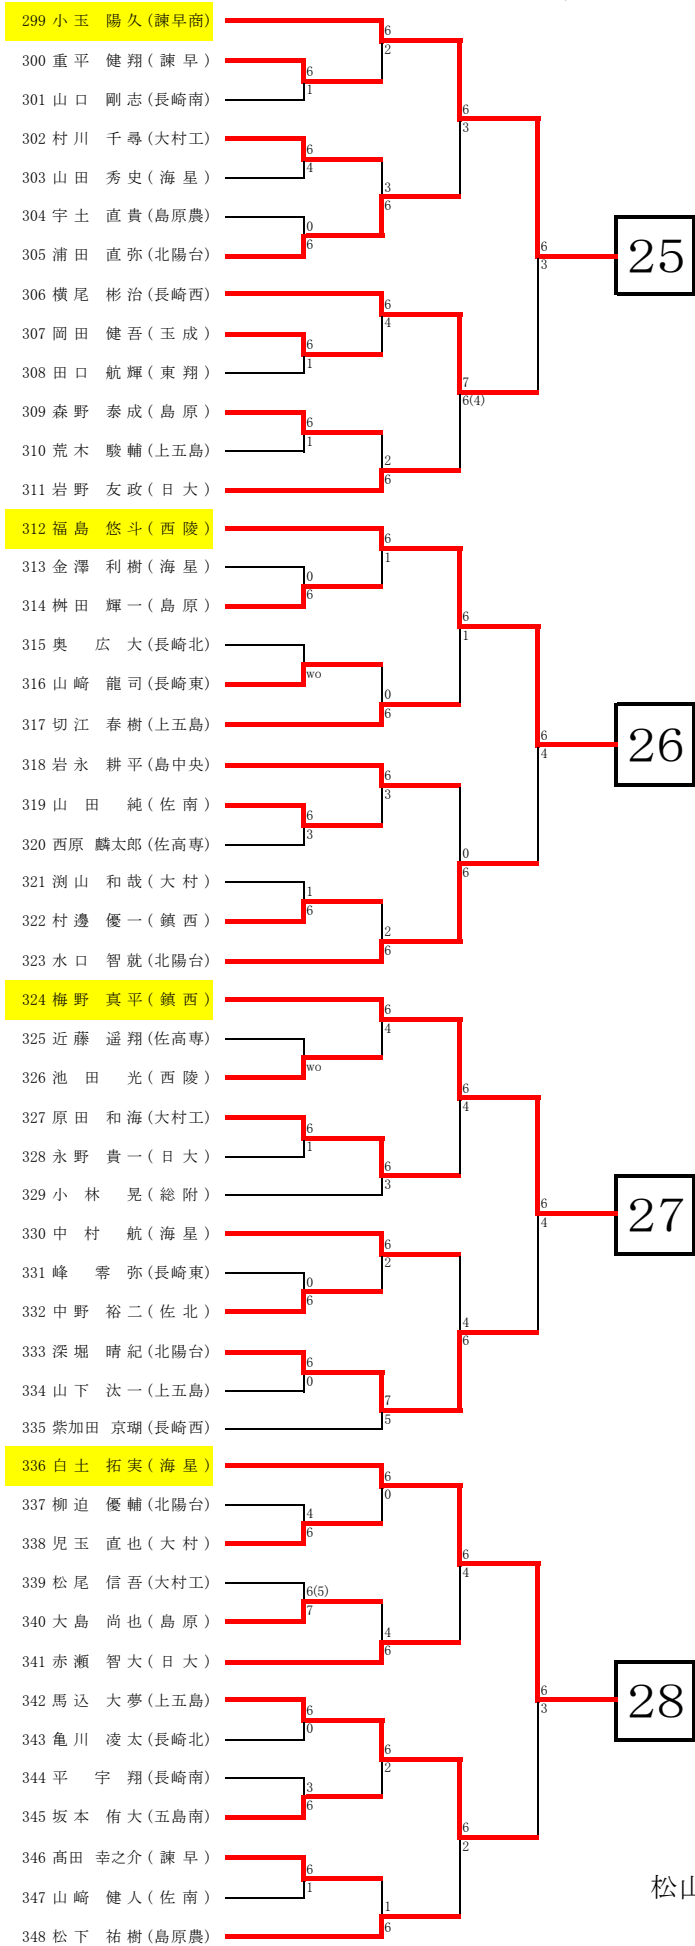 299 小 玉 陽 久 (諫早商)
6
2
300 重 平 健 翔 ( 諫 早 )
6
1
301 山 口 剛 志 (長崎南)
6
3
302 村 川 千 尋 (大村工)
6
4
303 山 田 秀 史 ( 海 星 )
3
6
304 宇 土 直 貴 (島原農)
0
6
305 浦 田 直 弥 (北陽台)
6
3
25
306 横 尾 彬 治 (長崎西)
6
4
307 岡 田 健 吾 ( 玉 成 )
6
1
308 田 口 航 輝 ( 東 翔 )
7
6(4)
309 森 野 泰 成 ( 島 原 )
6
1
310 荒 木 駿 輔 (上五島)
2
6
311 岩 野 友 政 ( 日 大 )
312 福 島 悠 斗 ( 西 陵 )
6
1
313 金 澤 利 樹 ( 海 星 )
0
6
314 桝 田 輝 一 ( 島 原 )
6
1
315 奥 広 大 (長崎北)
wo
316 山 﨑 龍 司 (長崎東)
0
6
317 切 江 春 樹 (上五島)
6
4
26
318 岩 永 耕 平 (島中央)
6
3
319 山 田 純 ( 佐 南 )
6
3
320 西原 麟太郎 (佐高専)
0
6
321 渕 山 和 哉 ( 大 村 )
1
6
322 村 邊 優 一 ( 鎮 西 )
2
6
323 水 口 智 就 (北陽台)
324 梅 野 真 平 ( 鎮 西 )
6
4
325 近 藤 遥 翔 (佐高専)
wo
326 池 田 光 ( 西 陵 )
6
4
327 原 田 和 海 (大村工)
6
1
328 永 野 貴 一 ( 日 大 )
6
3
329 小 林 晃 ( 総 附 )
6
4
27
330 中 村 航 ( 海 星 )
6
2
331 峰 零 弥 (長崎東)
0
6
332 中 野 裕 二 ( 佐 北 )
4
6
333 深 堀 晴 紀 (北陽台)
6
0
334 山 下 汰 一 (上五島)
7
5
335 紫加田 京瑚 (長崎西)
336 白 土 拓 実 ( 海 星 )
6
0
337 柳 迫 優 輔 (北陽台)
4
6
338 児 玉 直 也 ( 大 村 )
6
4
339 松 尾 信 吾 (大村工)
6(5)
7
340 大 島 尚 也 ( 島 原 )
4
6
341 赤 瀬 智 大 ( 日 大 )
6
3
28
342 馬 込 大 夢 (上五島)
6
0
343 亀 川 凌 太 (長崎北)
6
2
344 平 宇 翔 (長崎南)
3
6
345 坂 本 侑 大 (五島南)
6
2
346 髙田 幸之介 ( 諫 早 )
6
1
347 山 﨑 健 人 ( 佐 南 )
1
6
348 松 下 祐 樹 (島原農)
松山